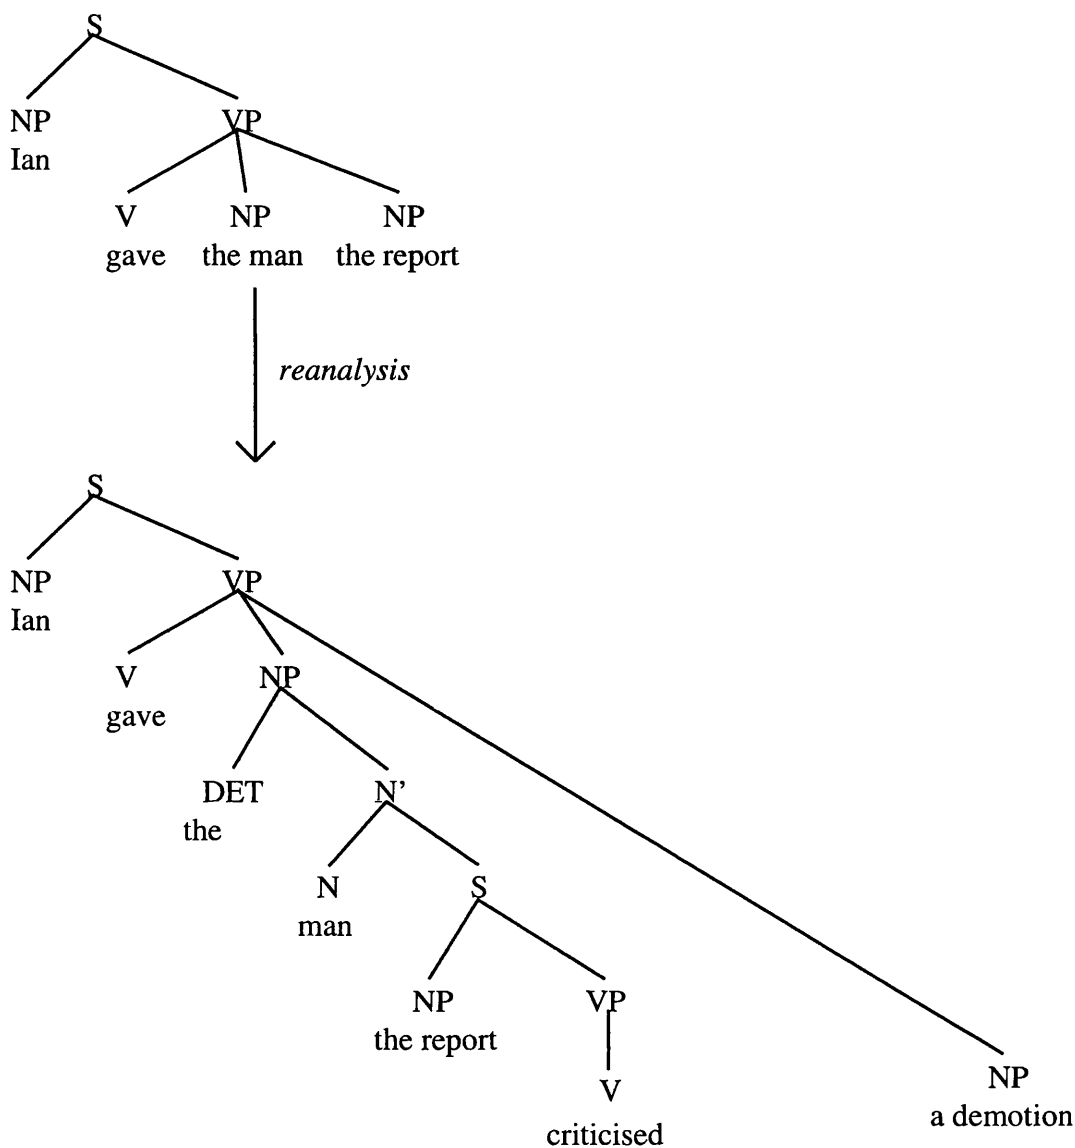 S
NP VP
Ian
V NP NP
gave the man the report
reanalysis
S
NP VP
Ian
V NP
gave
DET N’
the
N S
man
NP VP
the report
V NP
criticised a demotion